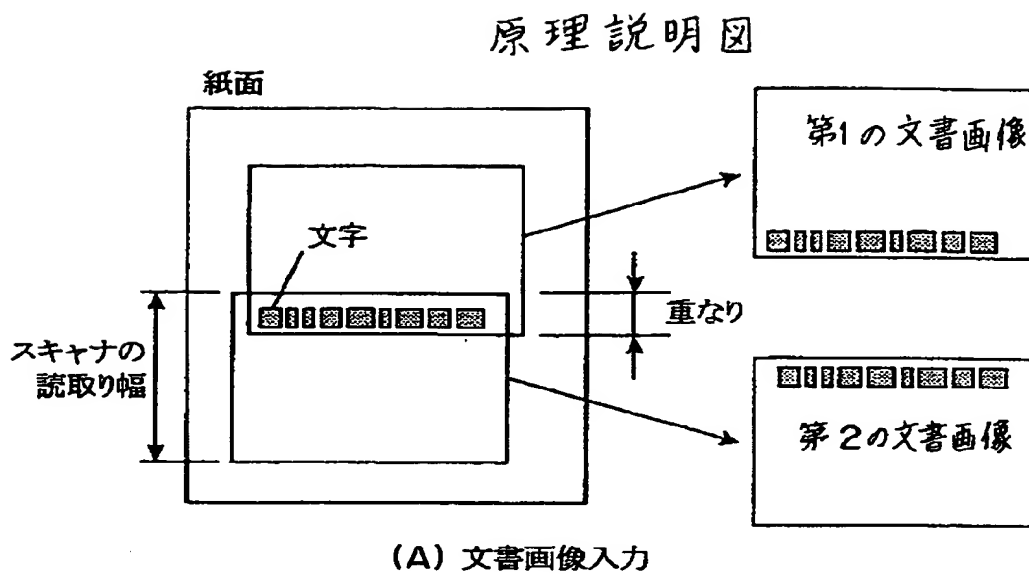 原理説明図
紙面
第1の文書画像
文字
重なり
スキャナの
読取り幅
第2の文書画像
(A) 文書画像入力